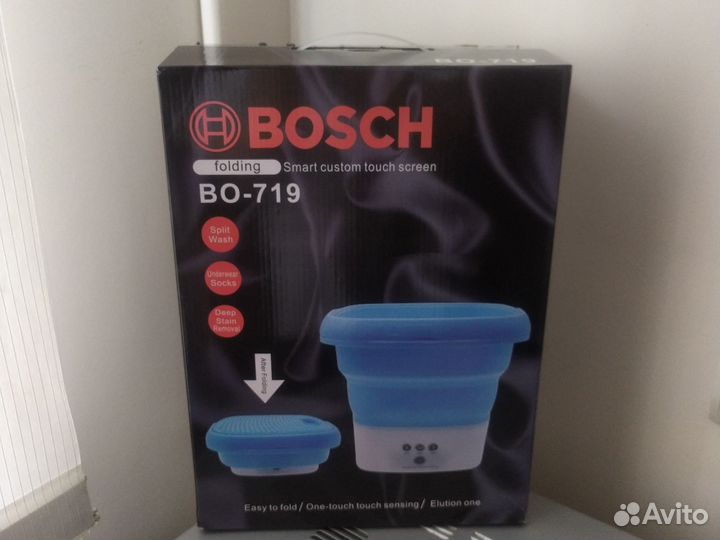 BO-719
BOSCH
folding Smart custom touch screen
BO-719
Split
Wash
Underwear
Socks
Deep
Stain
Removal
After Folding
Easy to fold / One-touch touch sensing / Elution one
Avito